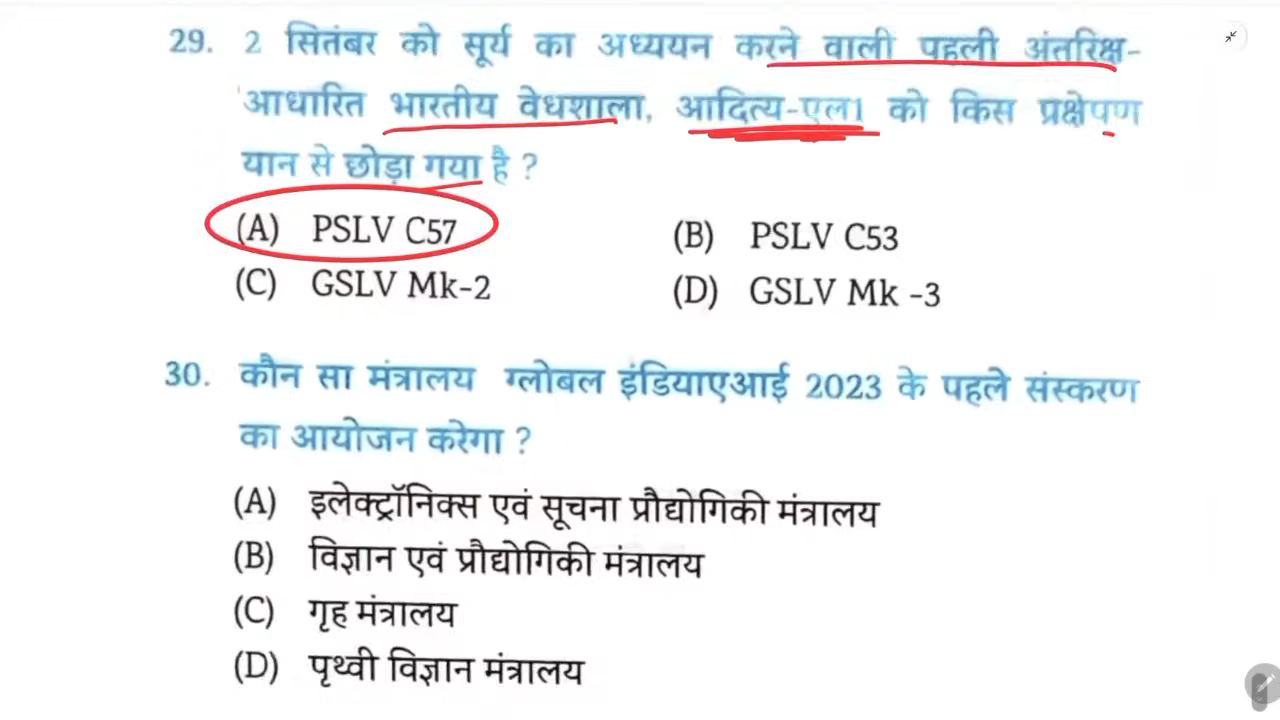 29. 2 सितंबर को सूर्य का अध्ययन करने वाली पहली अंतरिक्ष-
आधारित भारतीय वेधशाला, आदित्य-एल1 को किस प्रक्षेपण
यान से छोड़ा गया है ?
(A) PSLV C57
(B) PSLV C53
(C) GSLV Mk-2
(D) GSLV Mk -3
30. कौन सा मंत्रालय ग्लोबल इंडियाएआई 2023 के पहले संस्करण
का आयोजन करेगा ?
(A) इलेक्ट्रॉनिक्स एवं सूचना प्रौद्योगिकी मंत्रालय
(B) विज्ञान एवं प्रौद्योगिकी मंत्रालय
(C) गृह मंत्रालय
(D) पृथ्वी विज्ञान मंत्रालय